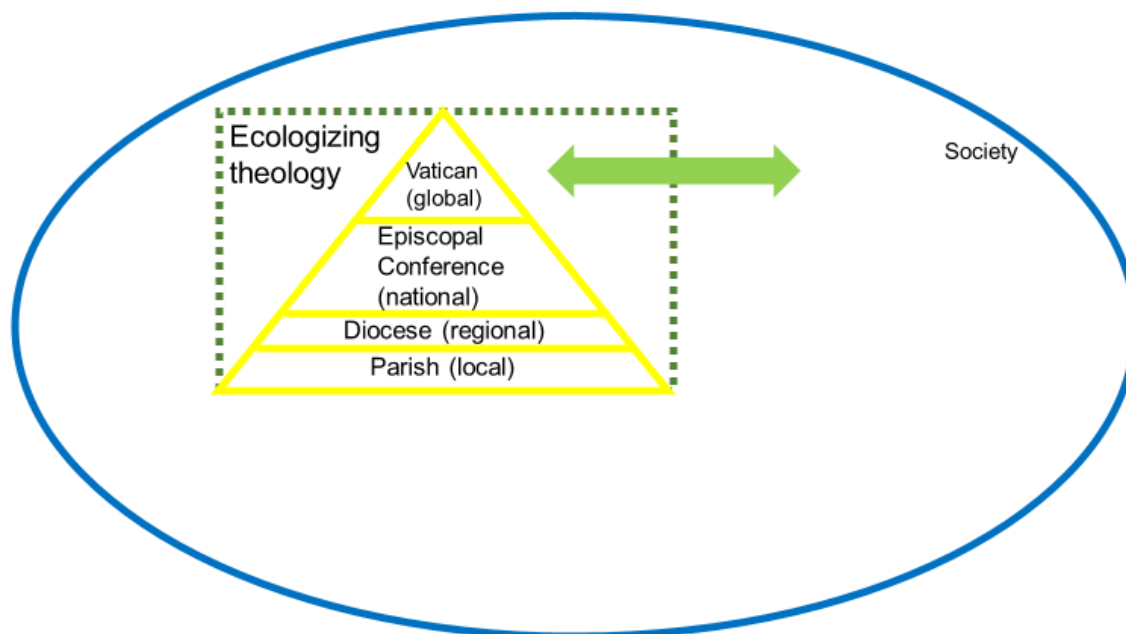 Ecologizing
theology
Vatican
(global)
Episcopal
Conference
(national)
Diocese (regional)
Parish (local)
Society